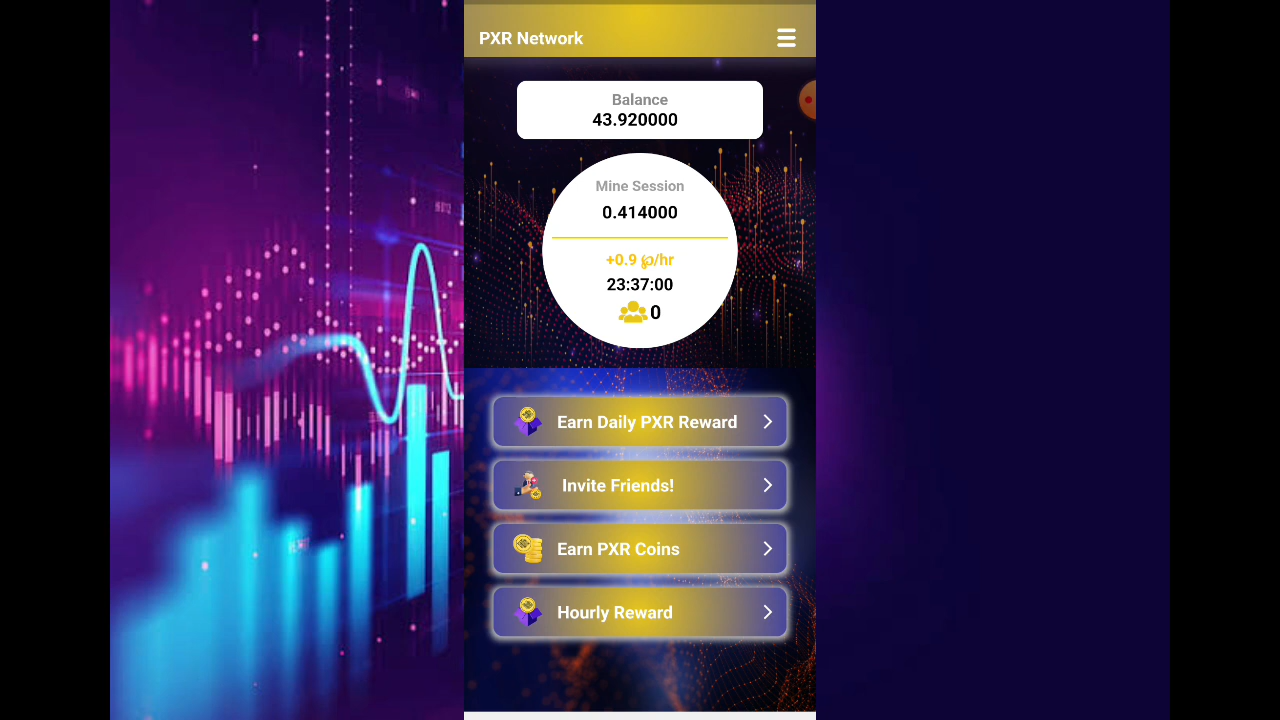 PXR Network
Balance
43.920000
Mine Session
0.414000
+0.9 ℘/hr
23:37:00
0
Earn Daily PXR Reward
Invite Friends!
Earn PXR Coins
Hourly Reward